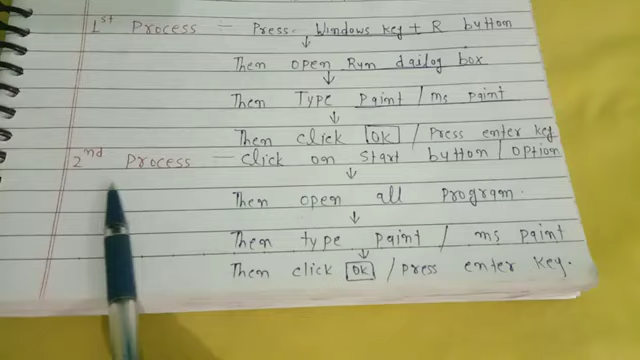 1st Process - Press. Windows key + R button
↓
Then open Run dailog box
↓
Then Type Paint / ms paint
↓
Then click OK / Press enter key
2nd Process - click on start button / option
↓
Then open all program.
↓
Then type paint / ms paint
↓
Then click OK / press enter key.